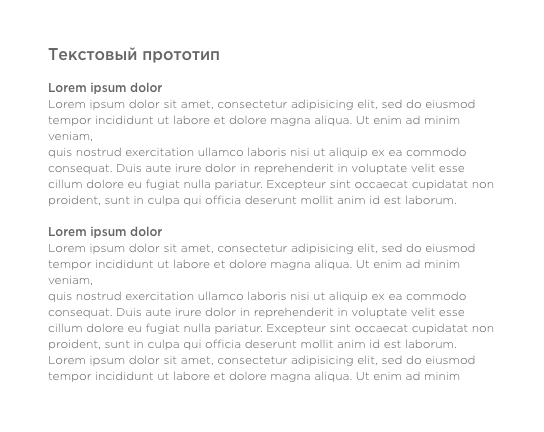 Текстовый прототип
Lorem ipsum dolor
Lorem ipsum dolor sit amet, consectetur adipisicing elit, sed do eiusmod
tempor incididunt ut labore et dolore magna aliqua. Ut enim ad minim
veniam,
quis nostrud exercitation ullamco laboris nisi ut aliquip ex ea commodo
consequat. Duis aute irure dolor in reprehenderit in voluptate velit esse
cillum dolore eu fugiat nulla pariatur. Excepteur sint occaecat cupidatat non
proident, sunt in culpa qui officia deserunt mollit anim id est laborum.
Lorem ipsum dolor
Lorem ipsum dolor sit amet, consectetur adipisicing elit, sed do eiusmod
tempor incididunt ut labore et dolore magna aliqua. Ut enim ad minim
veniam,
quis nostrud exercitation ullamco laboris nisi ut aliquip ex ea commodo
consequat. Duis aute irure dolor in reprehenderit in voluptate velit esse
cillum dolore eu fugiat nulla pariatur. Excepteur sint occaecat cupidatat non
proident, sunt in culpa qui officia deserunt mollit anim id est laborum.
Lorem ipsum dolor sit amet, consectetur adipisicing elit, sed do eiusmod
tempor incididunt ut labore et dolore magna aliqua. Ut enim ad minim